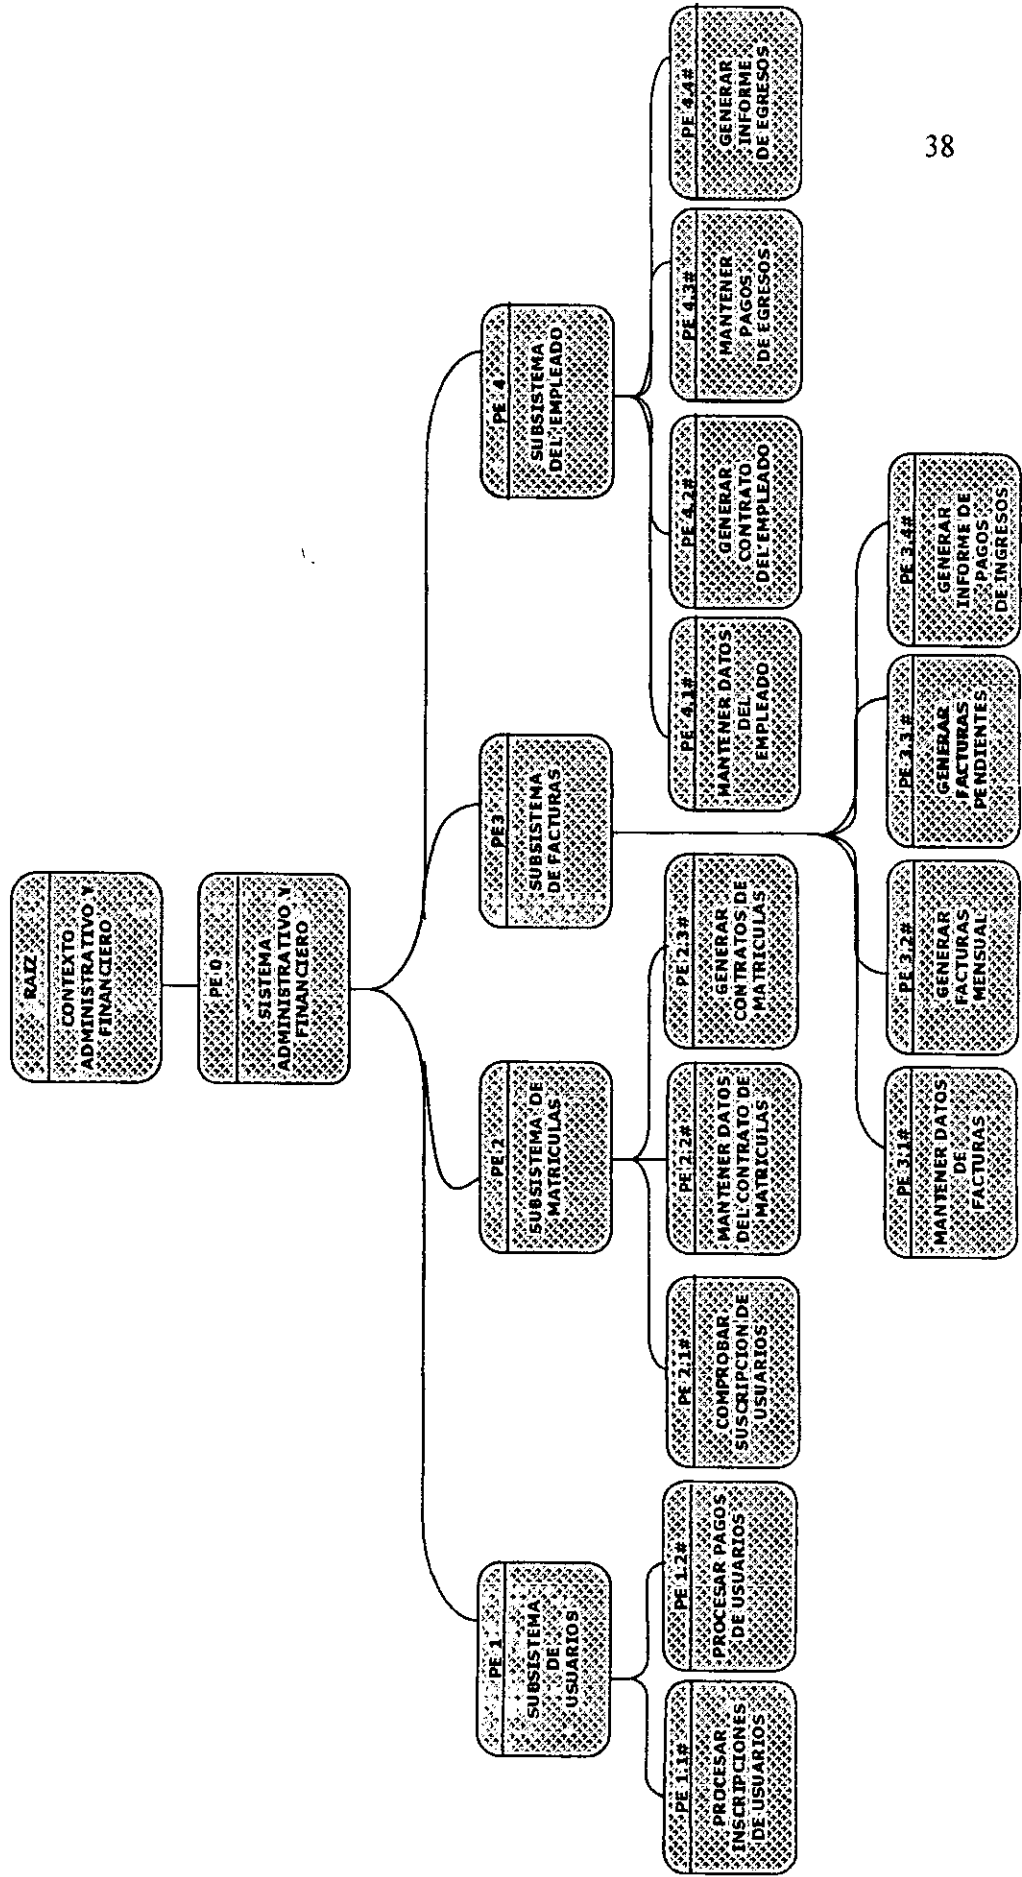 RAIZ
CONTEXTO
ADMINISTRATIVO Y
FINANCIERO
PE 0
SISTEMA
ADMINISTRATIVO Y
FINANCIERO
PE 1
SUBSISTEMA
DE
USUARIOS
PE 2
SUBSISTEMA DE
MATRICULAS
PE3
SUBSISTEMA
DE FACTURAS
PE 4
SUBSISTEMA
DEL EMPLEADO
PE 1.1#
PROCESAR
INSCRIPCIONES
DE USUARIOS
PE 1.2#
PROCESAR PAGOS
DE USUARIOS
PE 2.1#
COMPROBAR
SUSCRIPCION DE
USUARIOS
PE 2.2#
MANTENER DATOS
DEL CONTRATO DE
MATRICULAS
PE 2.3#
GENERAR
CONTRATOS DE
MATRICULAS
PE 4.1#
MANTENER DATOS
DEL
EMPLEADO
PE 4.2#
GENERAR
CONTRATO
DEL EMPLEADO
PE 4.3#
MANTENER
PAGOS
DE EGRESOS
PE 4.4#
GENERAR
INFORME
DE EGRESOS
PE 3.1#
MANTENER DATOS
DE
FACTURAS
PE 3.2#
GENERAR
FACTURAS
MENSUAL
PE 3.3#
GENERAR
FACTURAS
PENDIENTES
PE 3.4#
GENERAR
INFORME DE
PAGOS
DE INGRESOS
38